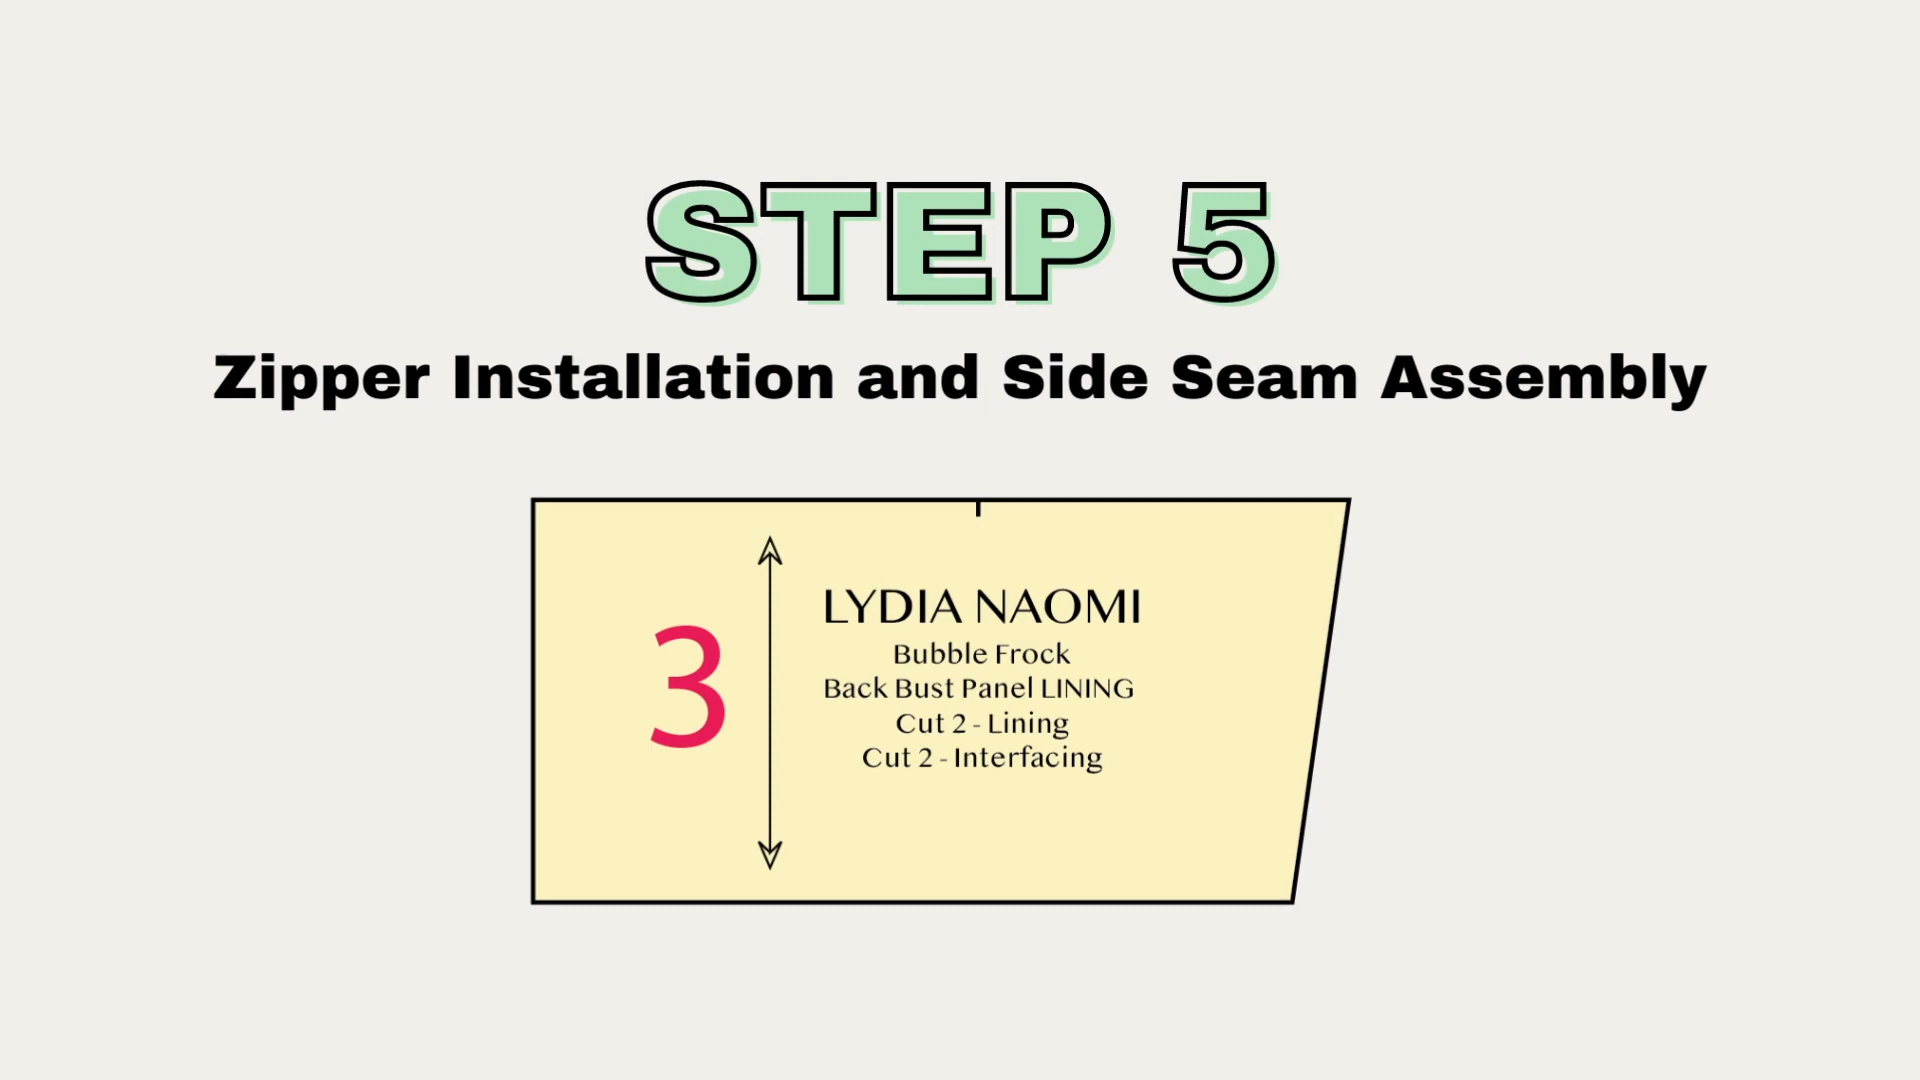 STEP 5
Zipper Installation and Side Seam Assembly
3
LYDIA NAOMI
Bubble Frock
Back Bust Panel LINING
Cut 2 - Lining
Cut 2 - Interfacing